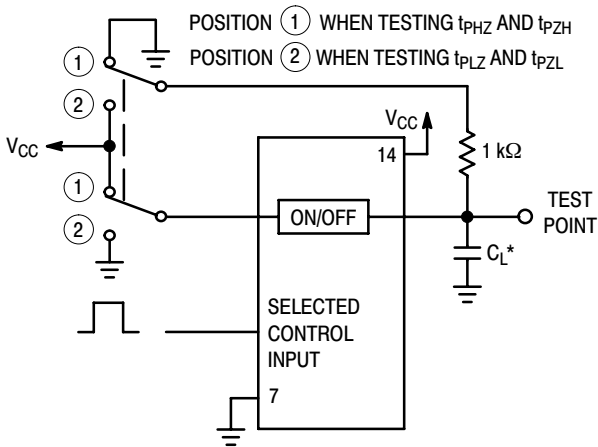 POSITION 1 WHEN TESTING tPHZ AND tPZH
POSITION 2 WHEN TESTING tPLZ AND tPZL
1
2
VCC
1
2
VCC
14
1 kΩ
ON/OFF
TEST
POINT
CL*
SELECTED
CONTROL
INPUT
7